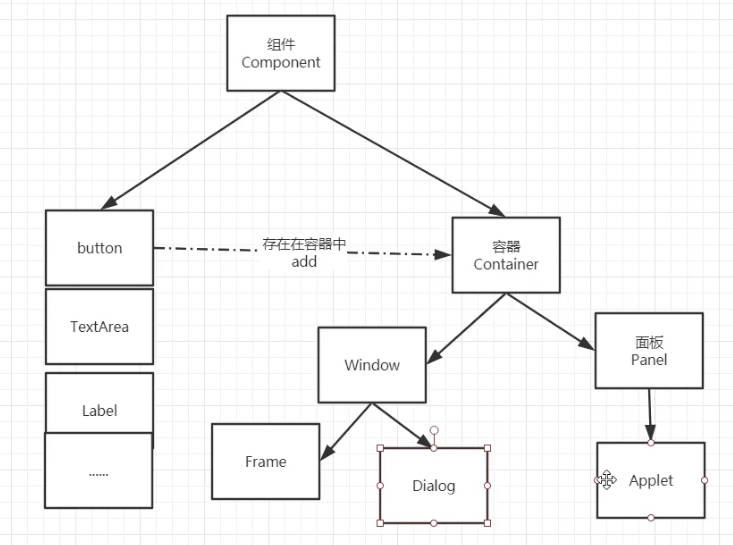 组件
Component
button
存在在容器中
add
容器
Container
TextArea
Window
面板
Panel
Label
Frame
Dialog
Applet
......